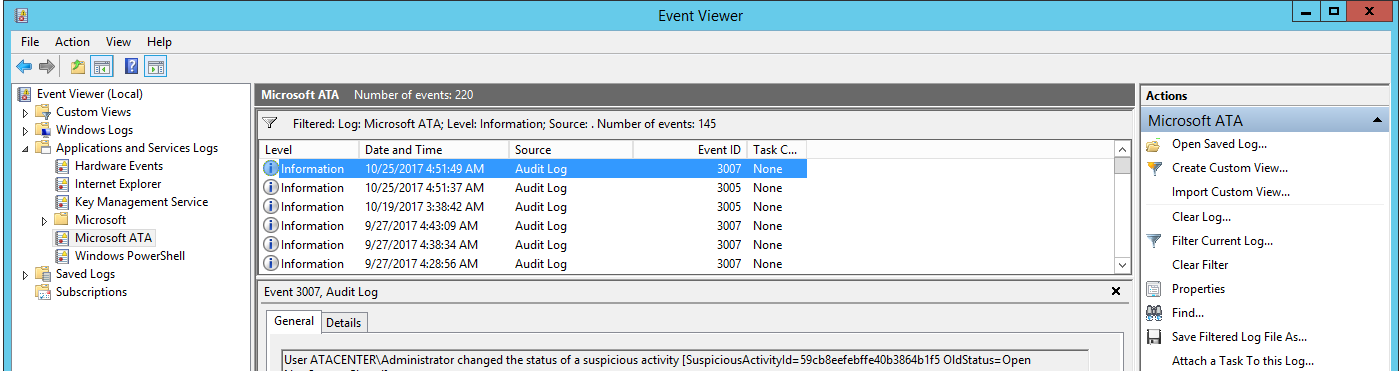 Event Viewer
File Action View Help
Event Viewer (Local)
Custom Views
Windows Logs
Applications and Services Logs
Hardware Events
Internet Explorer
Key Management Service
Microsoft
Microsoft ATA
Windows PowerShell
Saved Logs
Subscriptions
Microsoft ATA Number of events: 220
Filtered: Log: Microsoft ATA; Level: Information; Source: . Number of events: 145
Level Date and Time Source Event ID Task C...
Information 10/25/2017 4:51:49 AM Audit Log 3007 None
Information 10/25/2017 4:51:37 AM Audit Log 3005 None
Information 10/19/2017 3:38:42 AM Audit Log 3005 None
Information 9/27/2017 4:43:09 AM Audit Log 3007 None
Information 9/27/2017 4:38:34 AM Audit Log 3007 None
Information 9/27/2017 4:28:56 AM Audit Log 3007 None
Event 3007, Audit Log
General Details
User ATACENTER\Administrator changed the status of a suspicious activity [SuspiciousActivityId=59cb8eefebffe40b3864b1f5 OldStatus=Open
Actions
Microsoft ATA
Open Saved Log...
Create Custom View...
Import Custom View...
Clear Log...
Filter Current Log...
Clear Filter
Properties
Find...
Save Filtered Log File As...
Attach a Task To this Log...